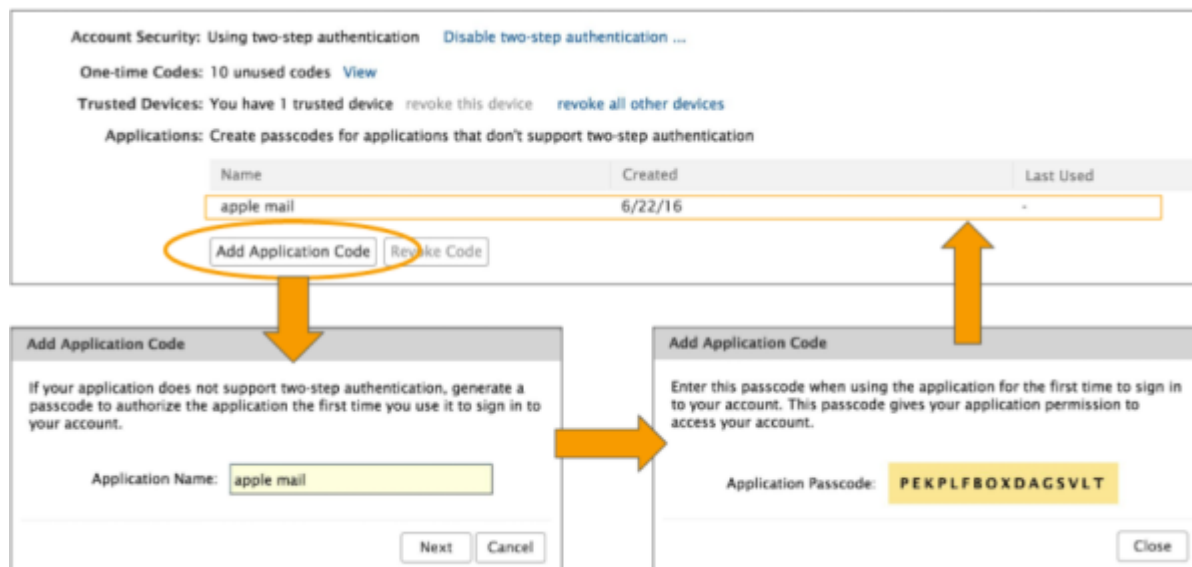 Account Security: Using two-step authentication Disable two-step authentication ...
One-time Codes: 10 unused codes View
Trusted Devices: You have 1 trusted device revoke this device revoke all other devices
Applications: Create passcodes for applications that don't support two-step authentication
Name Created Last Used
apple mail 6/22/16 -
Add Application Code Revoke Code
Add Application Code
If your application does not support two-step authentication, generate a
passcode to authorize the application the first time you use it to sign in to
your account.
Application Name: apple mail
Next Cancel
Add Application Code
Enter this passcode when using the application for the first time to sign in
to your account. This passcode gives your application permission to
access your account.
Application Passcode: PEKPLFBOXDAGSVLT
Close